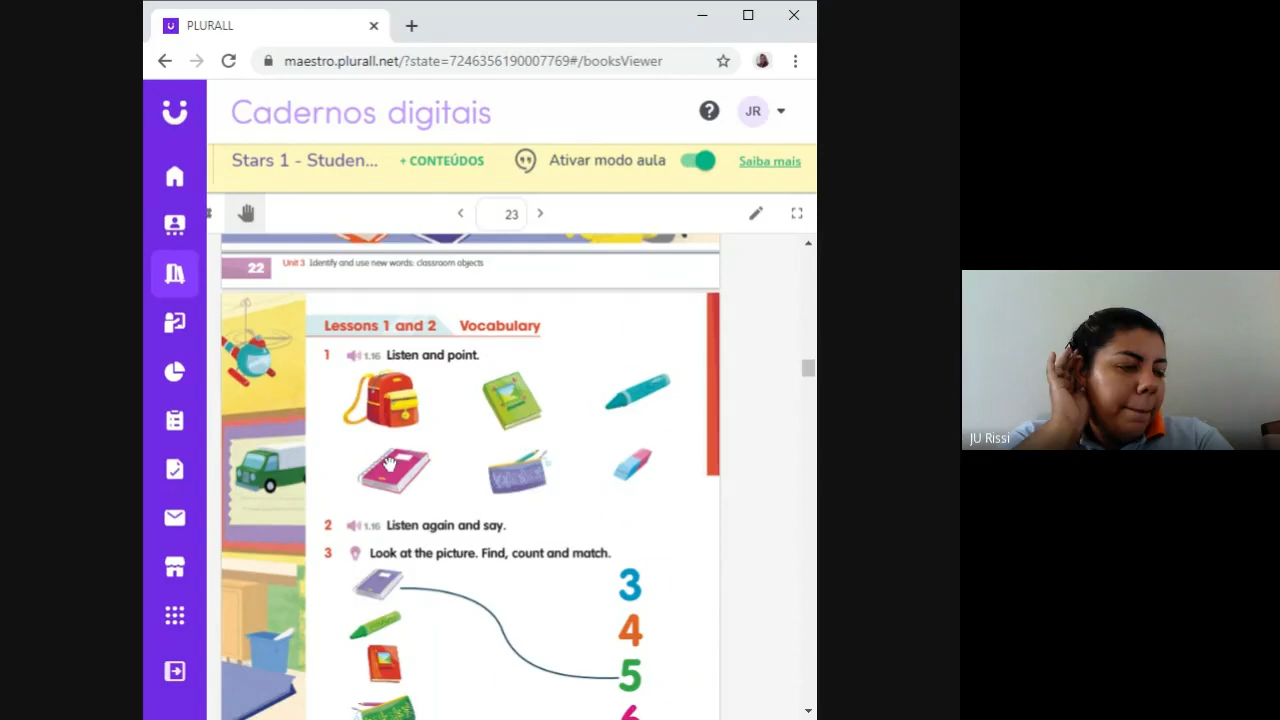 PLURALL
maestro.plurall.net/?state=7246356190007769#/booksViewer
Cadernos digitais
JR
Stars 1 - Studen...
+ CONTEÚDOS
Ativar modo aula
Saiba mais
23
22 Unit 3 Identify and use new words: classroom objects
Lessons 1 and 2 Vocabulary
1 1.16 Listen and point.
2 1.16 Listen again and say.
3 Look at the picture. Find, count and match.
3
4
5
6
JU Rissi